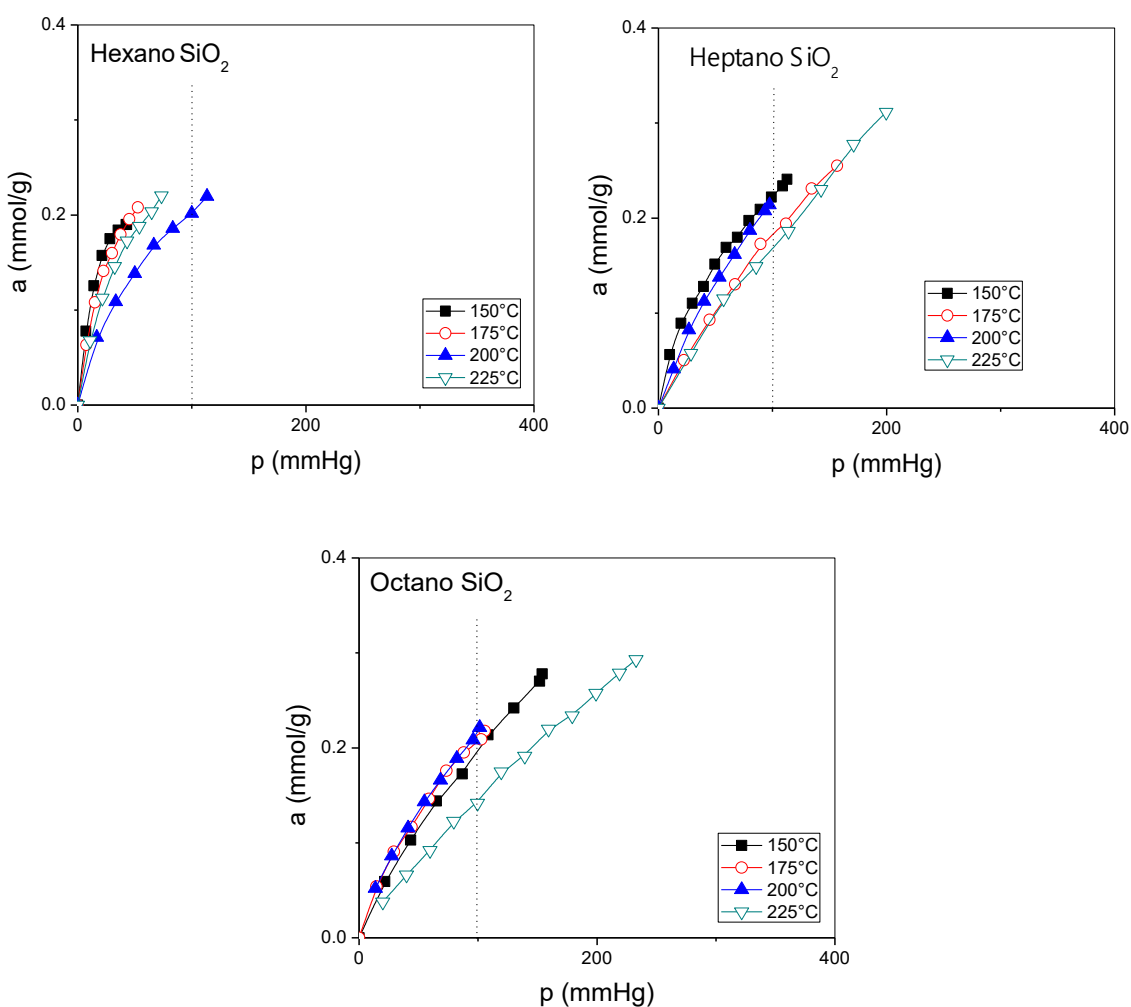 0.4
Hexano SiO₂
a (mmol/g)
0.2
150°C
175°C
200°C
225°C
0.0
0
200
400
p (mmHg)
0.4
Heptano SiO₂
a (mmol/g)
0.2
150°C
175°C
200°C
225°C
0.0
0
200
400
p (mmHg)
0.4
Octano SiO₂
a (mmol/g)
0.2
150°C
175°C
200°C
225°C
0.0
0
200
400
p (mmHg)